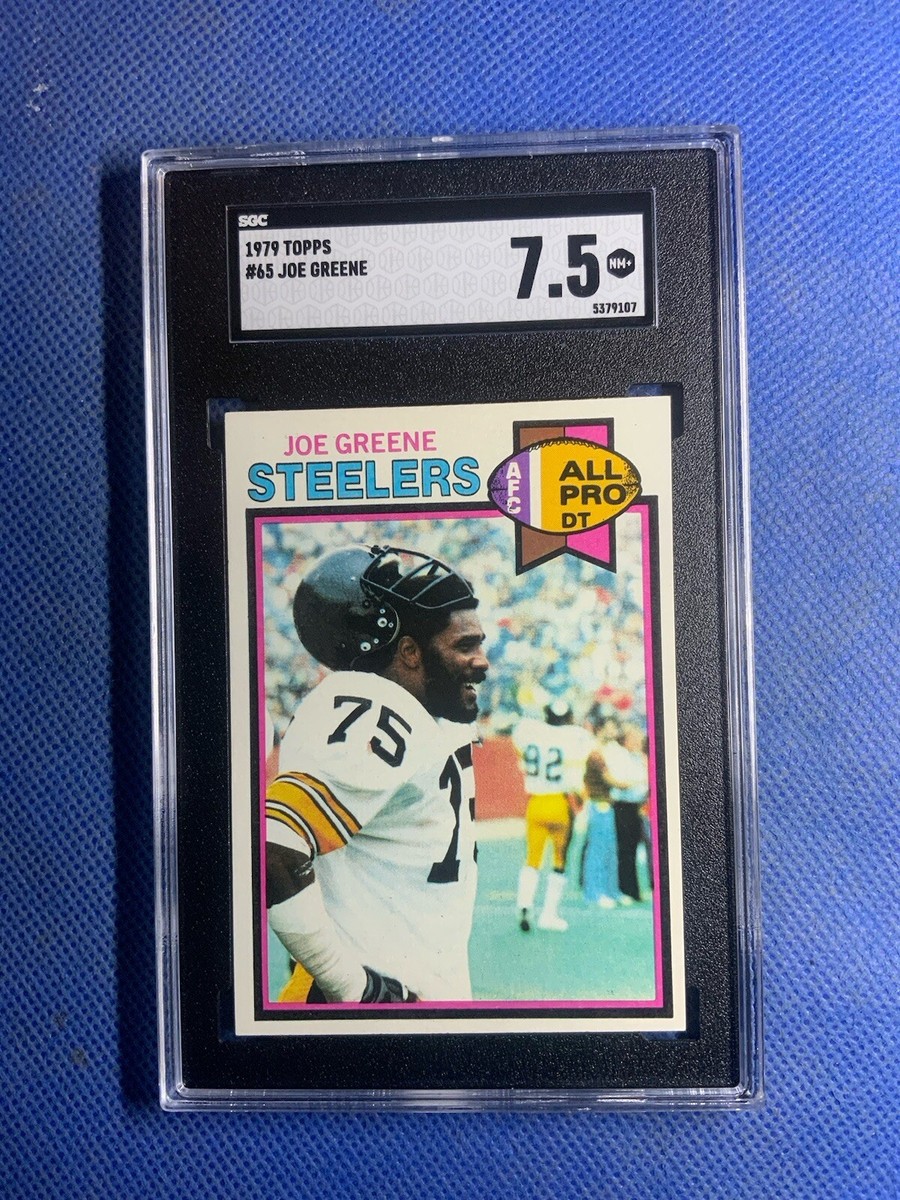 SGC
1979 TOPPS
#65 JOE GREENE
7.5
NM+
5379107
JOE GREENE
STEELERS
AFC
ALL
PRO
DT
75
92